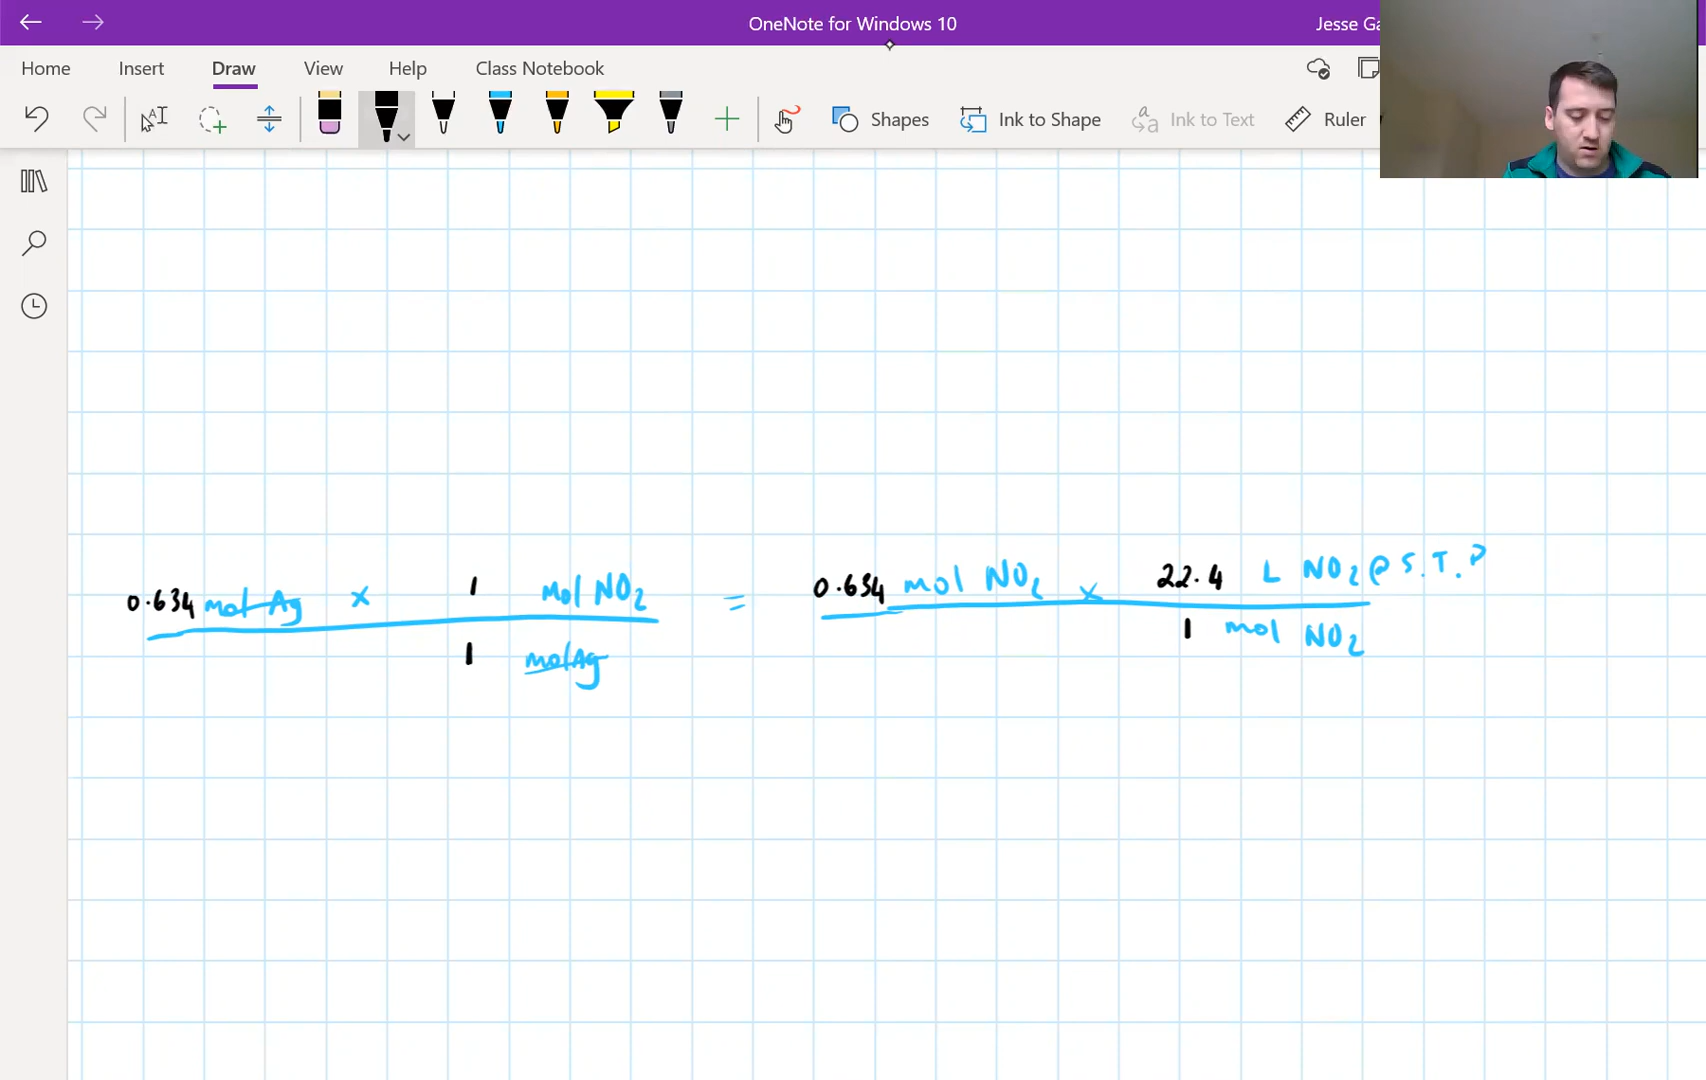 OneNote for Windows 10
Jesse Ga
Home Insert Draw View Help Class Notebook
Shapes Ink to Shape Ink to Text Ruler
0.634 mol Ag x 1 mol NO2 = 0.634 mol NO2 x 22.4 L NO2 @ S.T.P
1 mol Ag 1 mol NO2